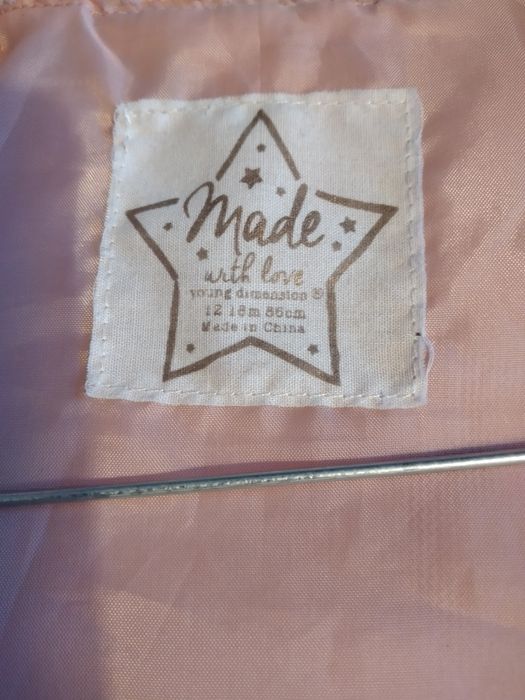 Made
with love
young dimension ®
12 18m 86cm
Made in China